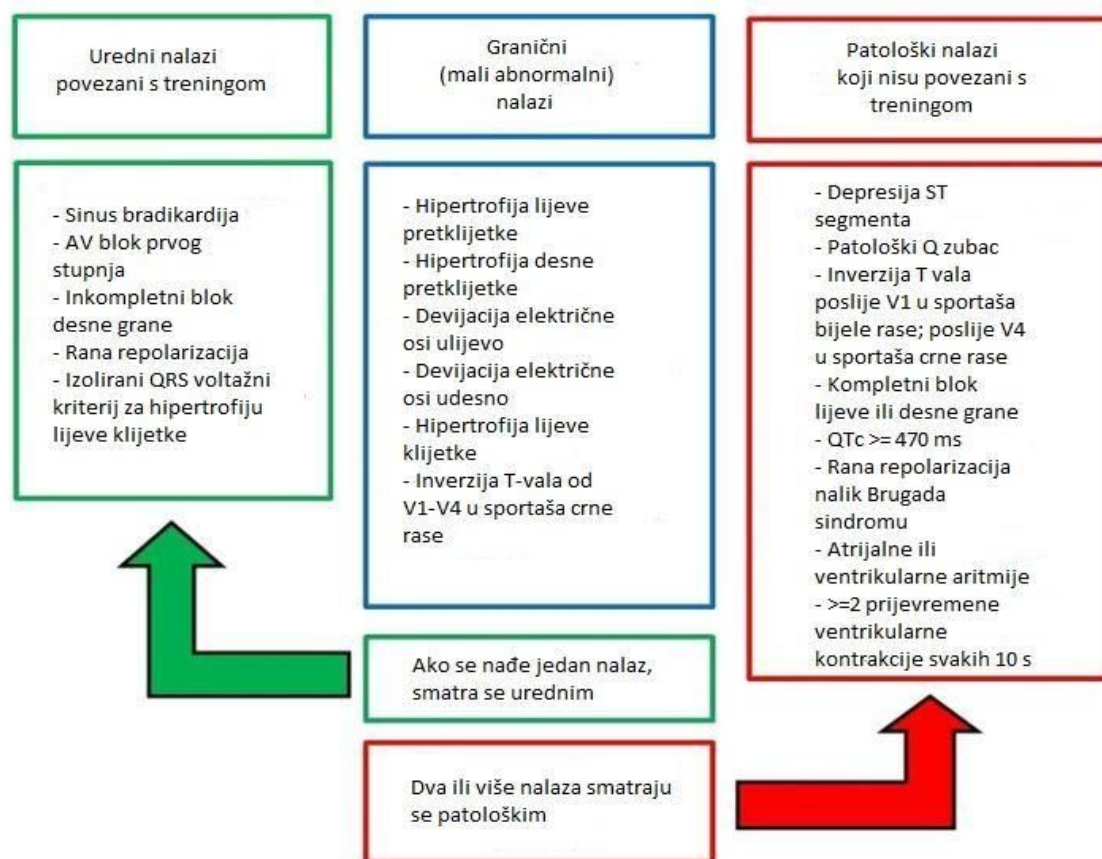 Uredni nalazi
povezani s treningom
Granični
(mali abnormalni)
nalazi
Patološki nalazi
koji nisu povezani s
treningom
- Sinus bradikardija
- AV blok prvog
stupnja
- Inkompletni blok
desne grane
- Rana repolarizacija
- Izolirani QRS voltažni
kriterij za hipertrofiju
lijeve klijetke
- Hipertrofija lijeve
pretklijetke
- Hipertrofija desne
pretklijetke
- Devijacija električne
osi ulijevo
- Devijacija električne
osi udesno
- Hipertrofija lijeve
klijetke
- Inverzija T-vala od
V1-V4 u sportaša crne
rase
- Depresija ST
segmenta
- Patološki Q zubac
- Inverzija T vala
poslije V1 u sportaša
bijele rase; poslije V4
u sportaša crne rase
- Kompletni blok
lijeve ili desne grane
- QTc >= 470 ms
- Rana repolarizacija
nalik Brugada
sindromu
- Atrijalne ili
ventrikularne aritmije
- >=2 prijevremene
ventrikularne
kontrakcije svakih 10 s
Ako se nađe jedan nalaz,
smatra se urednim
Dva ili više nalaza smatraju
se patološkim